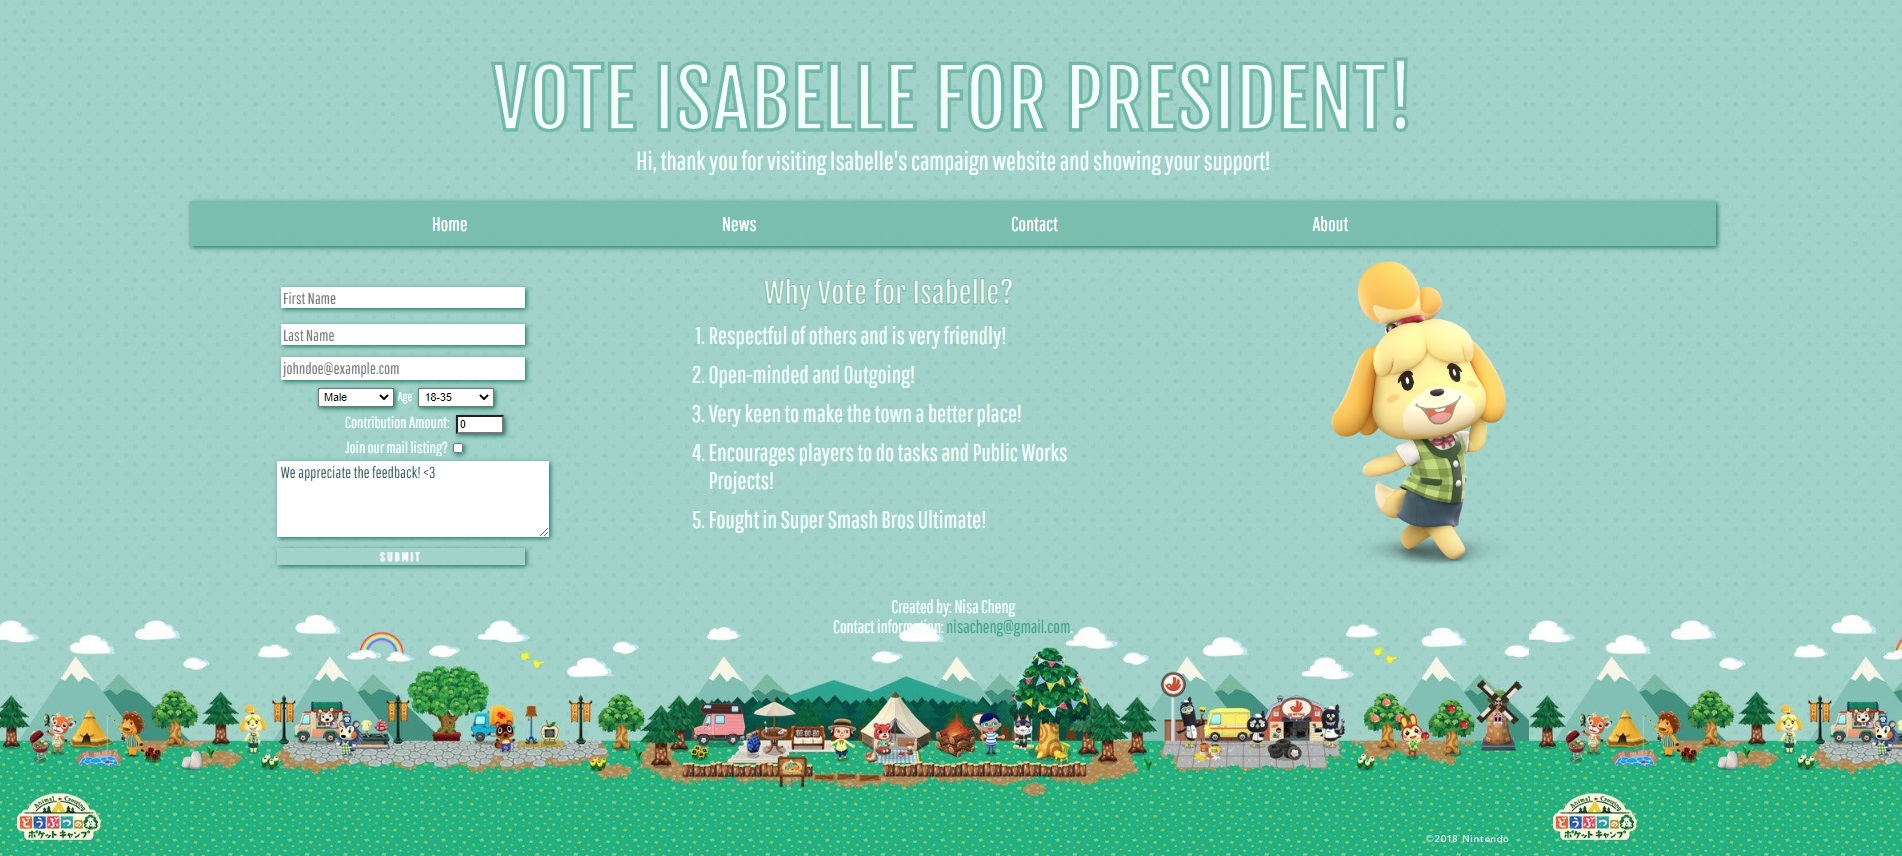 VOTE ISABELLE FOR PRESIDENT!
Hi, thank you for visiting Isabelle's campaign website and showing your support!
Home News Contact About
First Name
Last Name
johndoe@example.com
Male Age 18-35
Contribution Amount: 0
Join our mail listing?
We appreciate the feedback! <3
SUBMIT
Why Vote for Isabelle?
1. Respectful of others and is very friendly!
2. Open-minded and Outgoing!
3. Very keen to make the town a better place!
4. Encourages players to do tasks and Public Works
Projects!
5. Fought in Super Smash Bros Ultimate!
Created by: Nisa Cheng
Contact information: nisacheng@gmail.com
Animal Crossing
どうぶつの森
ポケット キャンプ
©2018 Nintendo
Animal Crossing
どうぶつの森
ポケット キャンプ